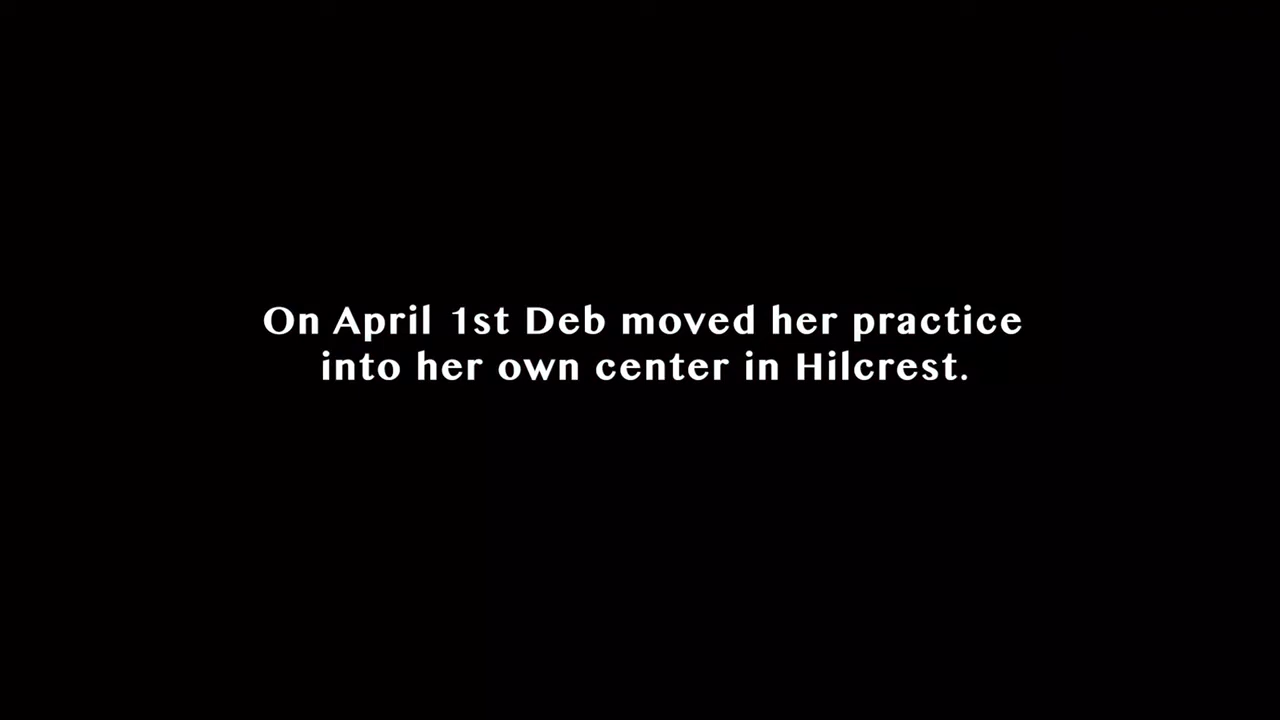 On April 1st Deb moved her practice
into her own center in Hilcrest.